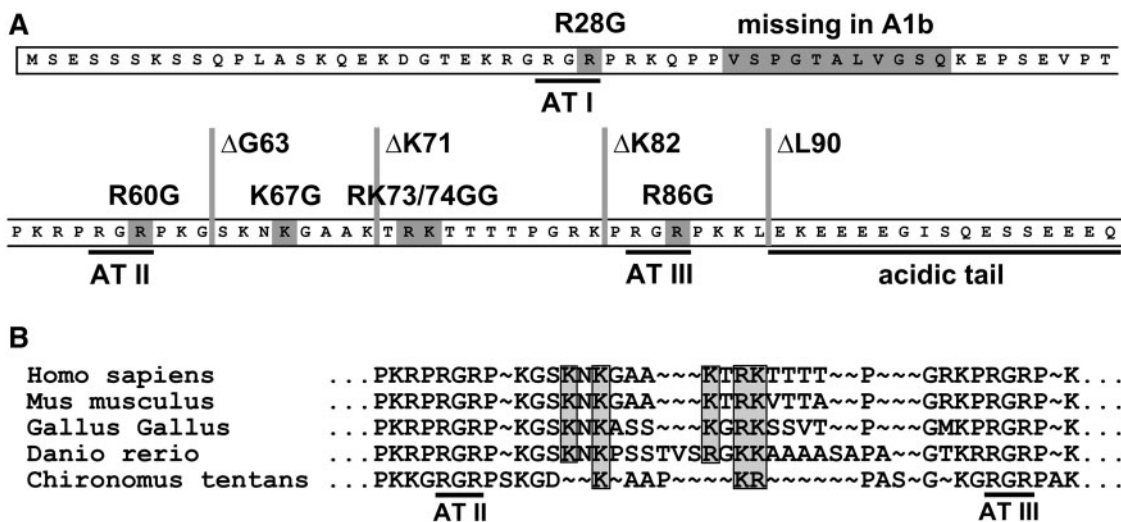 A
R28G missing in A1b
M S E S S S K S S Q P L A S K Q E K D G T E K R G R G R P R K Q P P V S P G T A L V G S Q K E P S E V P T
AT I
ΔG63 ΔK71 ΔK82 ΔL90
R60G K67G RK73/74GG R86G
P K R P R G R P K G S K N K G A A K T R K T T T T P G R K P R G R P K K L E K E E E E G I S Q E S S E E E Q
AT II AT III acidic tail
B
Homo sapiens ...PKRPRGRP~KGSKNKGAA~~~KTRKTTTT~~P~~~GRKPRGRP~K...
Mus musculus ...PKRPRGRP~KGSKNKGAA~~~KTRKVTTA~~P~~~GRKPRGRP~K...
Gallus Gallus ...PKRPRGRP~KGSKNKASS~~~KGRKSSVT~~P~~~GMKPRGRP~K...
Danio rerio ...PKRPRGRP~KGSKNKPSSTVSRGKKAAAASAPA~~GTKRRGRP~K...
Chironomus tentans ...PKKGRGRPSKGD~~K~AAP~~~~KR~~~~~~PAS~G~KGRGRPAK...
AT II AT III